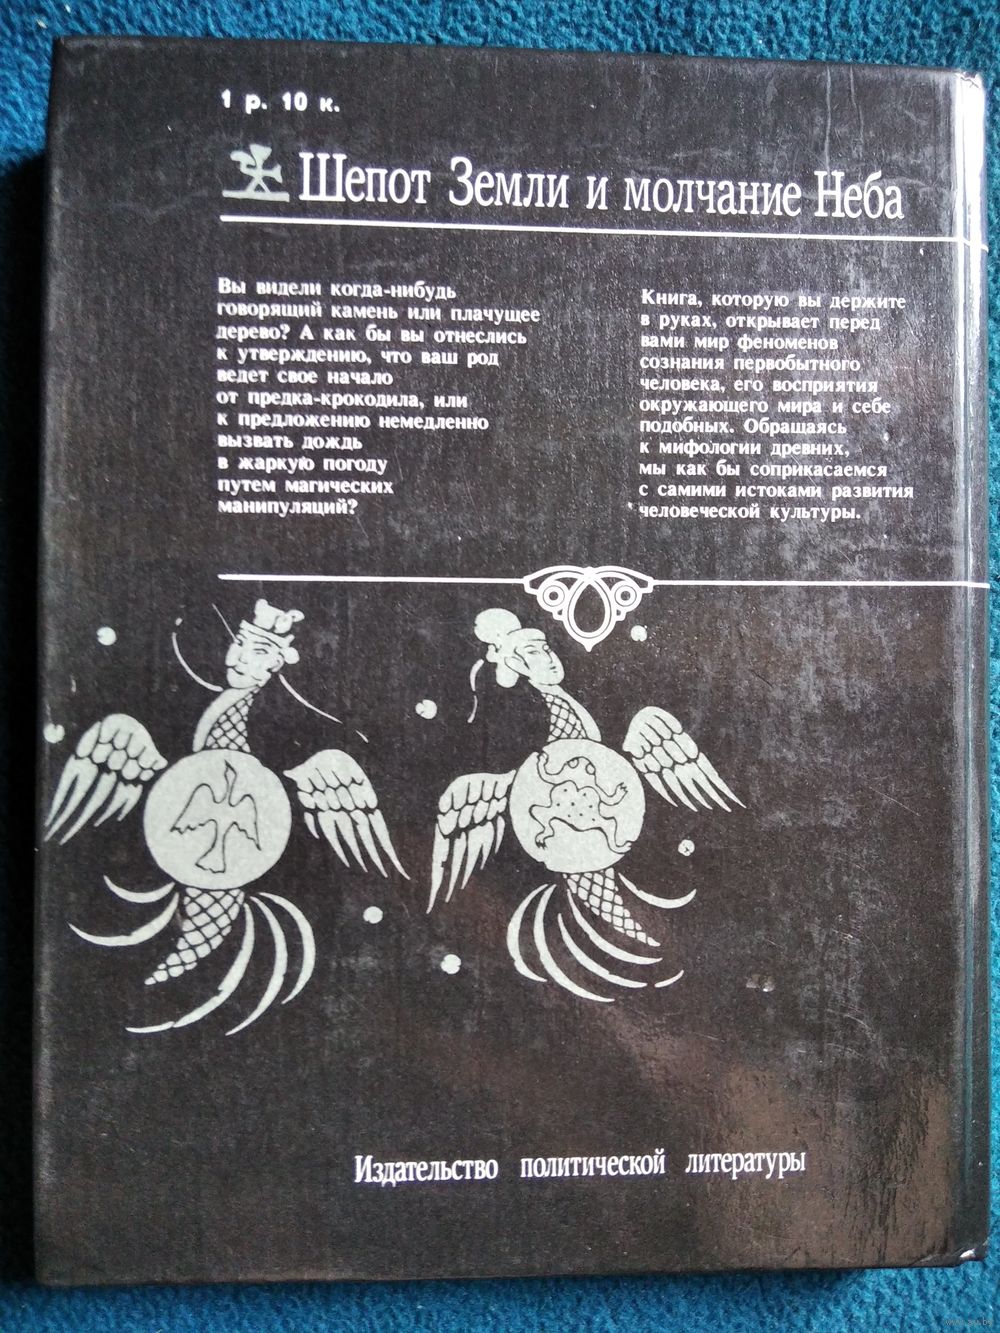 1 р. 10 к.
Шепот Земли и молчание Неба
Вы видели когда-нибудь
говорящий камень или плачущее
дерево? А как бы вы отнеслись
к утверждению, что ваш род
ведет свое начало
от предка-крокодила, или
к предложению немедленно
вызвать дождь
в жаркую погоду
путем магических
манипуляций?
Книга, которую вы держите
в руках, открывает перед
вами мир феноменов
сознания первобытного
человека, его восприятия
окружающего мира и себе
подобных. Обращаясь
к мифологии древних,
мы как бы соприкасаемся
с самими истоками развития
человеческой культуры.
Издательство политической литературы